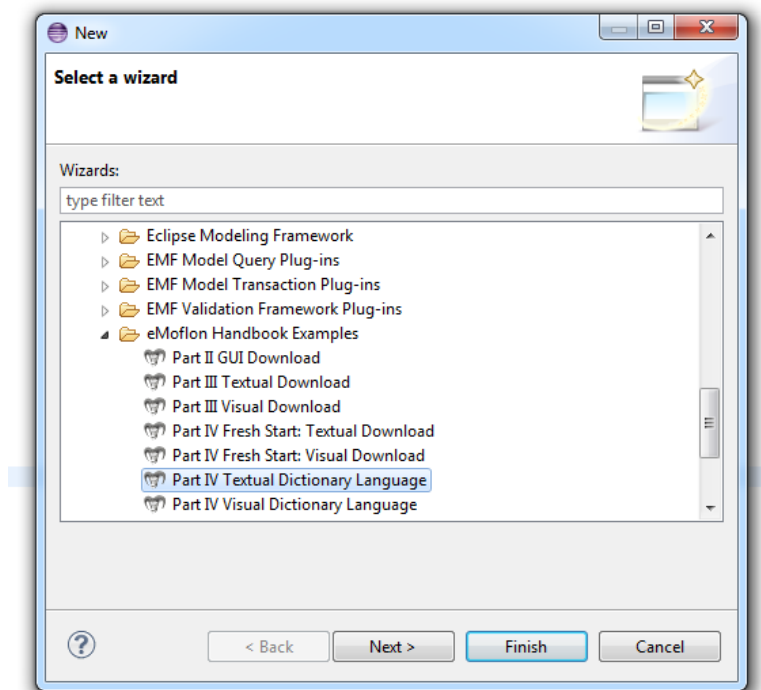 New
Select a wizard
Wizards:
type filter text
Eclipse Modeling Framework
EMF Model Query Plug-ins
EMF Model Transaction Plug-ins
EMF Validation Framework Plug-ins
eMoflon Handbook Examples
Part II GUI Download
Part III Textual Download
Part III Visual Download
Part IV Fresh Start: Textual Download
Part IV Fresh Start: Visual Download
Part IV Textual Dictionary Language
Part IV Visual Dictionary Language
? < Back Next > Finish Cancel